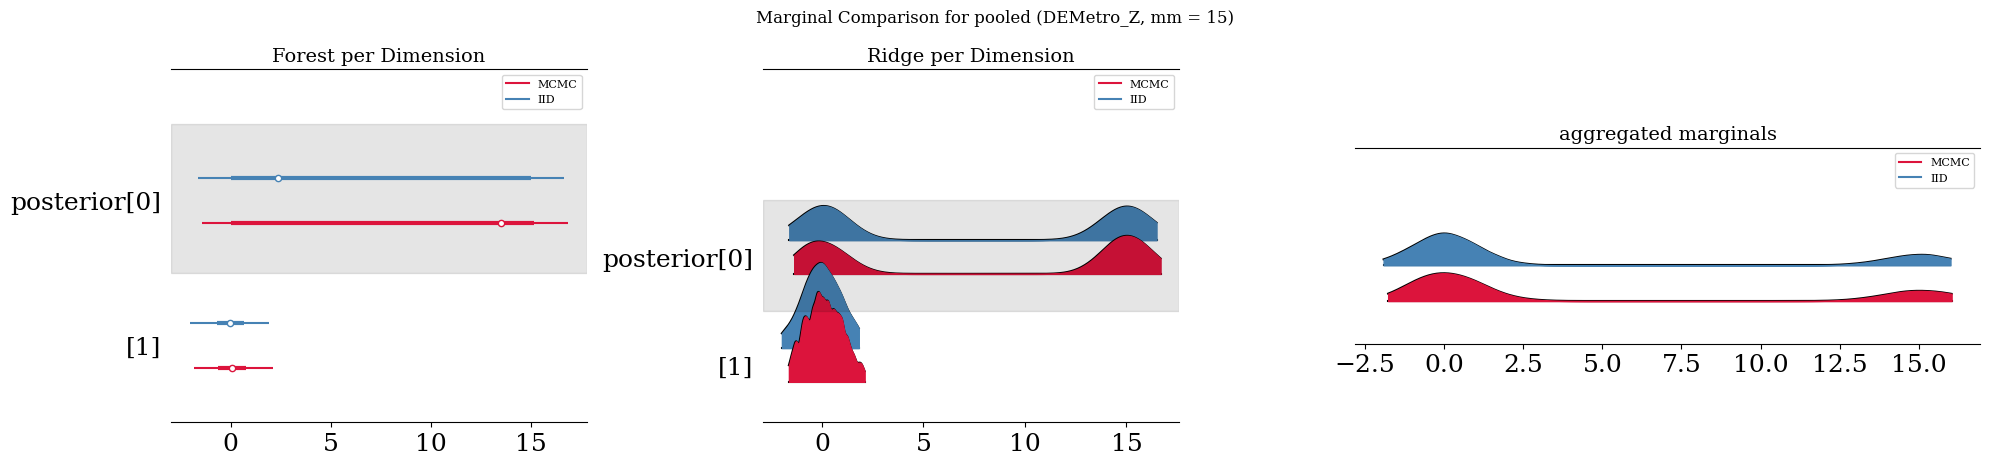 Marginal Comparison for pooled (DEMetro_Z, mm = 15)
Forest per Dimension
MCMC
IID
posterior[0]
[1]
0 5 10 15
Ridge per Dimension
MCMC
IID
posterior[0]
[1]
0 5 10 15
aggregated marginals
MCMC
IID
−2.5 0.0 2.5 5.0 7.5 10.0 12.5 15.0